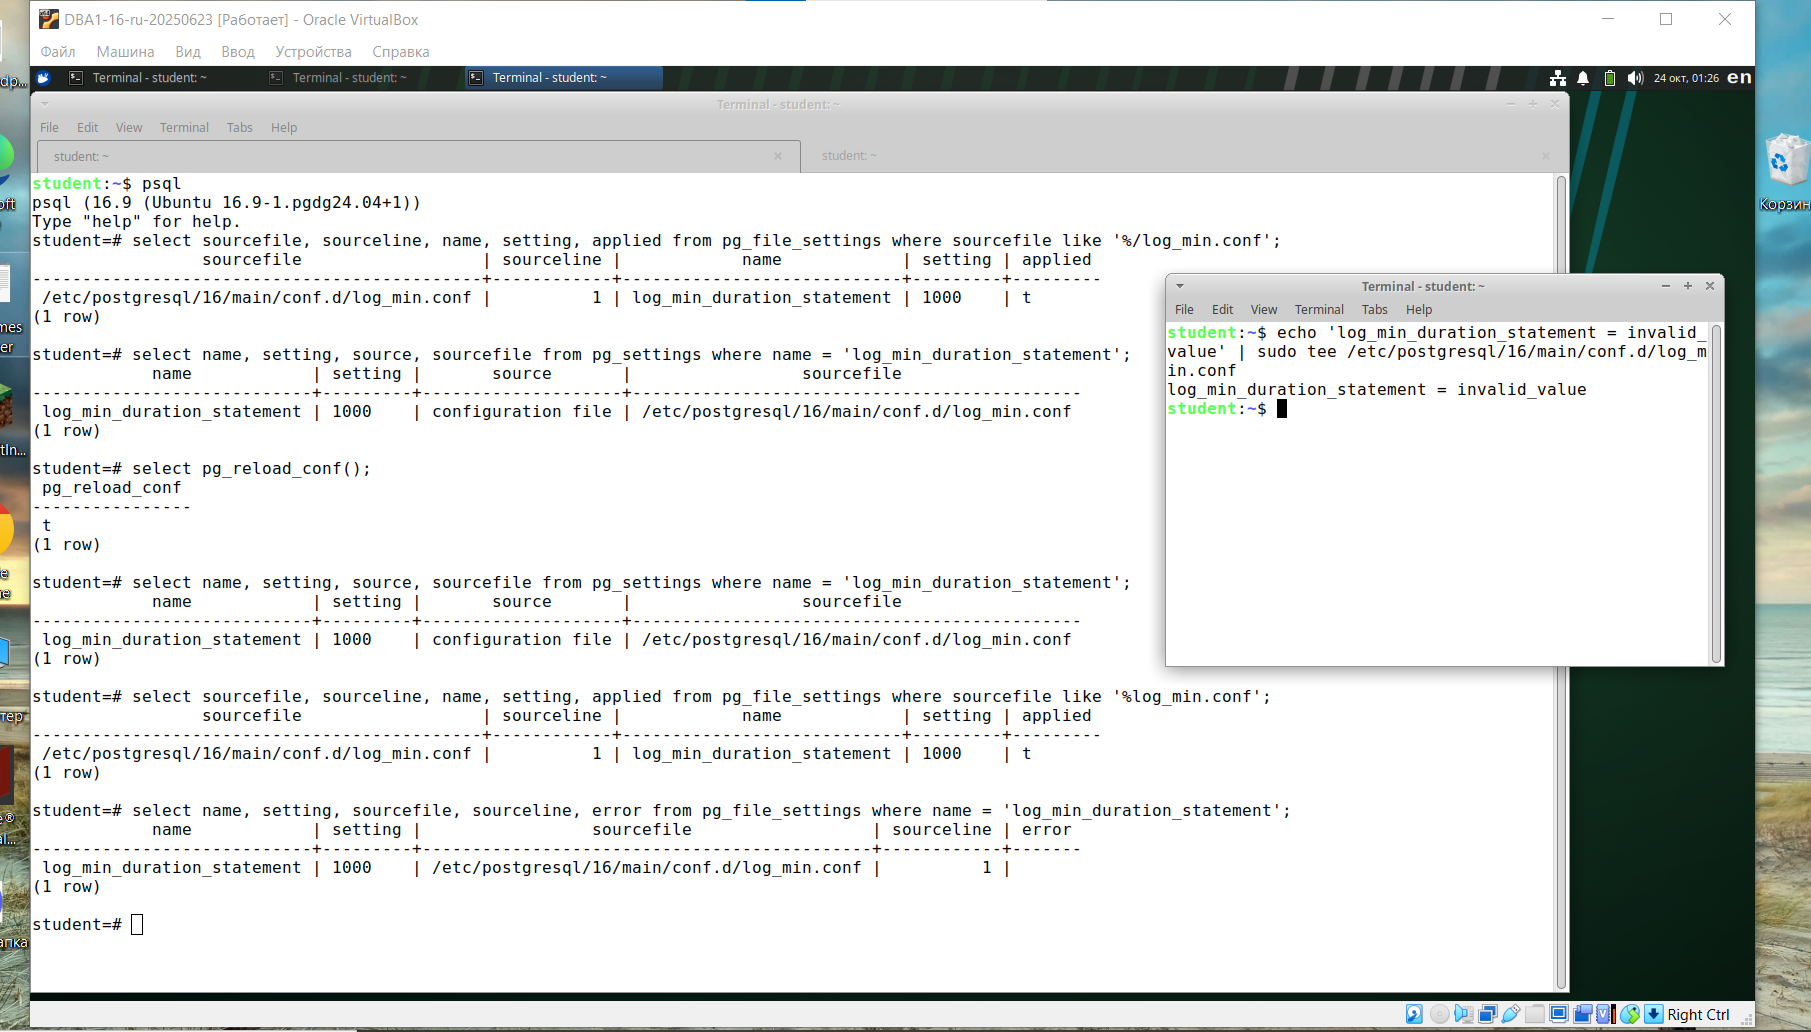 DBA1-16-ru-20250623 [Работает] - Oracle VirtualBox
Файл Машина Вид Ввод Устройства Справка
Terminal - student: ~ Terminal - student: ~ Terminal - student: ~ 24 окт, 01:26 en
Terminal - student: ~
File Edit View Terminal Tabs Help
student: ~ student: ~
student:~$ psql
psql (16.9 (Ubuntu 16.9-1.pgdg24.04+1))
Type "help" for help.
student=# select sourcefile, sourceline, name, setting, applied from pg_file_settings where sourcefile like '%/log_min.conf';
                 sourcefile                  | sourceline |            name            | setting | applied
---------------------------------------------+------------+----------------------------+---------+---------
 /etc/postgresql/16/main/conf.d/log_min.conf |          1 | log_min_duration_statement | 1000    | t
(1 row)
student=# select name, setting, source, sourcefile from pg_settings where name = 'log_min_duration_statement';
            name            | setting |       source       |                 sourcefile
----------------------------+---------+--------------------+---------------------------------------------
 log_min_duration_statement | 1000    | configuration file | /etc/postgresql/16/main/conf.d/log_min.conf
(1 row)
student=# select pg_reload_conf();
 pg_reload_conf
----------------
 t
(1 row)
student=# select name, setting, source, sourcefile from pg_settings where name = 'log_min_duration_statement';
            name            | setting |       source       |                 sourcefile
----------------------------+---------+--------------------+---------------------------------------------
 log_min_duration_statement | 1000    | configuration file | /etc/postgresql/16/main/conf.d/log_min.conf
(1 row)
student=# select sourcefile, sourceline, name, setting, applied from pg_file_settings where sourcefile like '%log_min.conf';
                 sourcefile                  | sourceline |            name            | setting | applied
---------------------------------------------+------------+----------------------------+---------+---------
 /etc/postgresql/16/main/conf.d/log_min.conf |          1 | log_min_duration_statement | 1000    | t
(1 row)
student=# select name, setting, sourcefile, sourceline, error from pg_file_settings where name = 'log_min_duration_statement';
            name            | setting |                 sourcefile                  | sourceline | error
----------------------------+---------+---------------------------------------------+------------+-------
 log_min_duration_statement | 1000    | /etc/postgresql/16/main/conf.d/log_min.conf |          1 |
(1 row)
student=#
Terminal - student: ~
File Edit View Terminal Tabs Help
student:~$ echo 'log_min_duration_statement = invalid_
value' | sudo tee /etc/postgresql/16/main/conf.d/log_m
in.conf
log_min_duration_statement = invalid_value
student:~$
Right Ctrl
Корзин